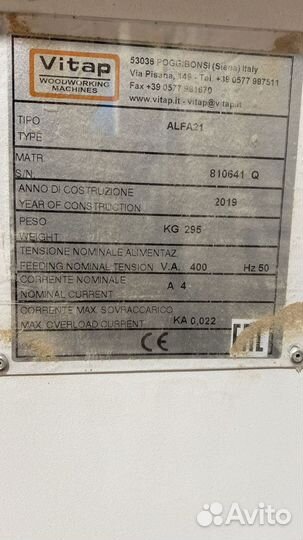 Vitap
WOODWORKING
MACHINES
53036 POGGIBONSI (Siena) Italy
Via Pisana, 149 - Tel. +39 0577 987511
Fax +39 0577 981670
www.vitap.it - vitap@vitap.it
TIPO
TYPE
ALFA21
MATR.
S/N.
810641 Q
ANNO DI COSTRUZIONE
YEAR OF CONSTRUCTION
2019
PESO
WEIGHT
KG 295
TENSIONE NOMINALE ALIMENTAZ.
FEEDING NOMINAL TENSION V.A. 400 Hz 50
CORRENTE NOMINALE
NOMINAL CURRENT
A 4
CORRENTE MAX. SOVRACCARICO
MAX. OVERLOAD CURRENT
KA 0,022
CE
EAC
Avito